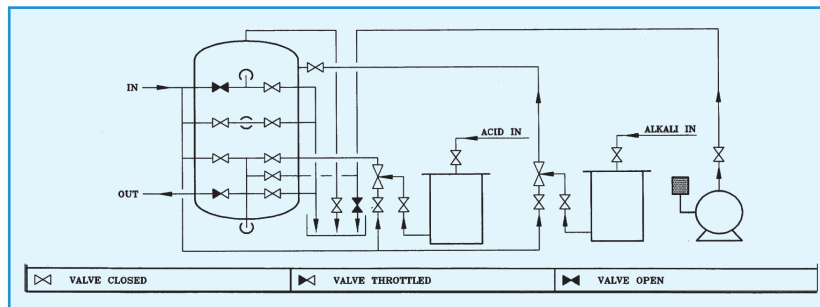 IN
ACID IN
ALKALI IN
OUT
VALVE CLOSED
VALVE THROTTLED
VALVE OPEN